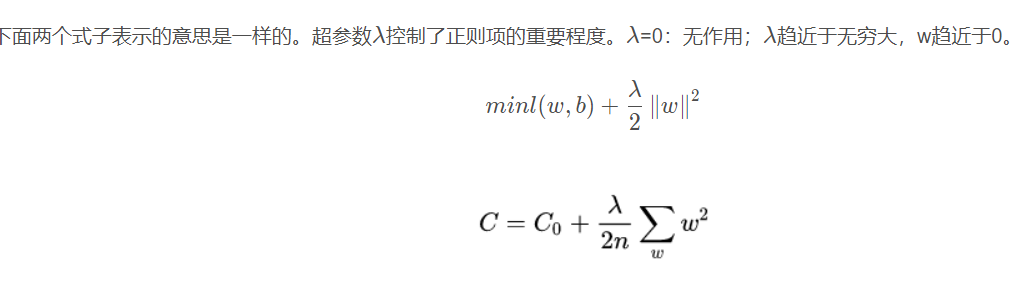 下面两个式子表示的意思是一样的。超参数λ控制了正则项的重要程度。λ=0：无作用；λ趋近于无穷大，w趋近于0。
minl(w, b) + λ/2 ||w||²
C = C₀ + λ/2n ∑w w²